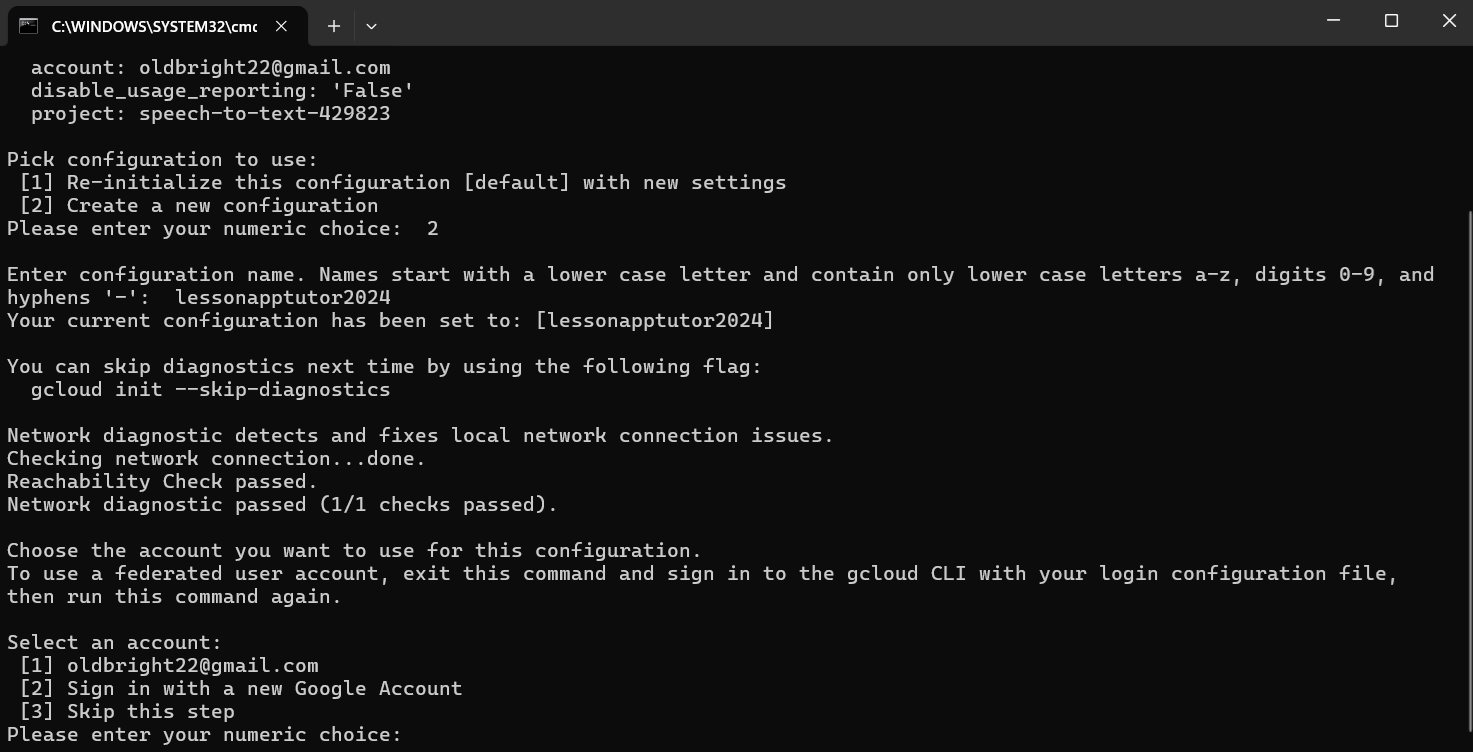 C:\WINDOWS\SYSTEM32\cmd
account: oldbright22@gmail.com
disable_usage_reporting: 'False'
project: speech-to-text-429823
Pick configuration to use:
[1] Re-initialize this configuration [default] with new settings
[2] Create a new configuration
Please enter your numeric choice:  2
Enter configuration name. Names start with a lower case letter and contain only lower case letters a-z, digits 0-9, and
hyphens '-':  lessonapptutor2024
Your current configuration has been set to: [lessonapptutor2024]
You can skip diagnostics next time by using the following flag:
gcloud init --skip-diagnostics
Network diagnostic detects and fixes local network connection issues.
Checking network connection...done.
Reachability Check passed.
Network diagnostic passed (1/1 checks passed).
Choose the account you want to use for this configuration.
To use a federated user account, exit this command and sign in to the gcloud CLI with your login configuration file,
then run this command again.
Select an account:
[1] oldbright22@gmail.com
[2] Sign in with a new Google Account
[3] Skip this step
Please enter your numeric choice: